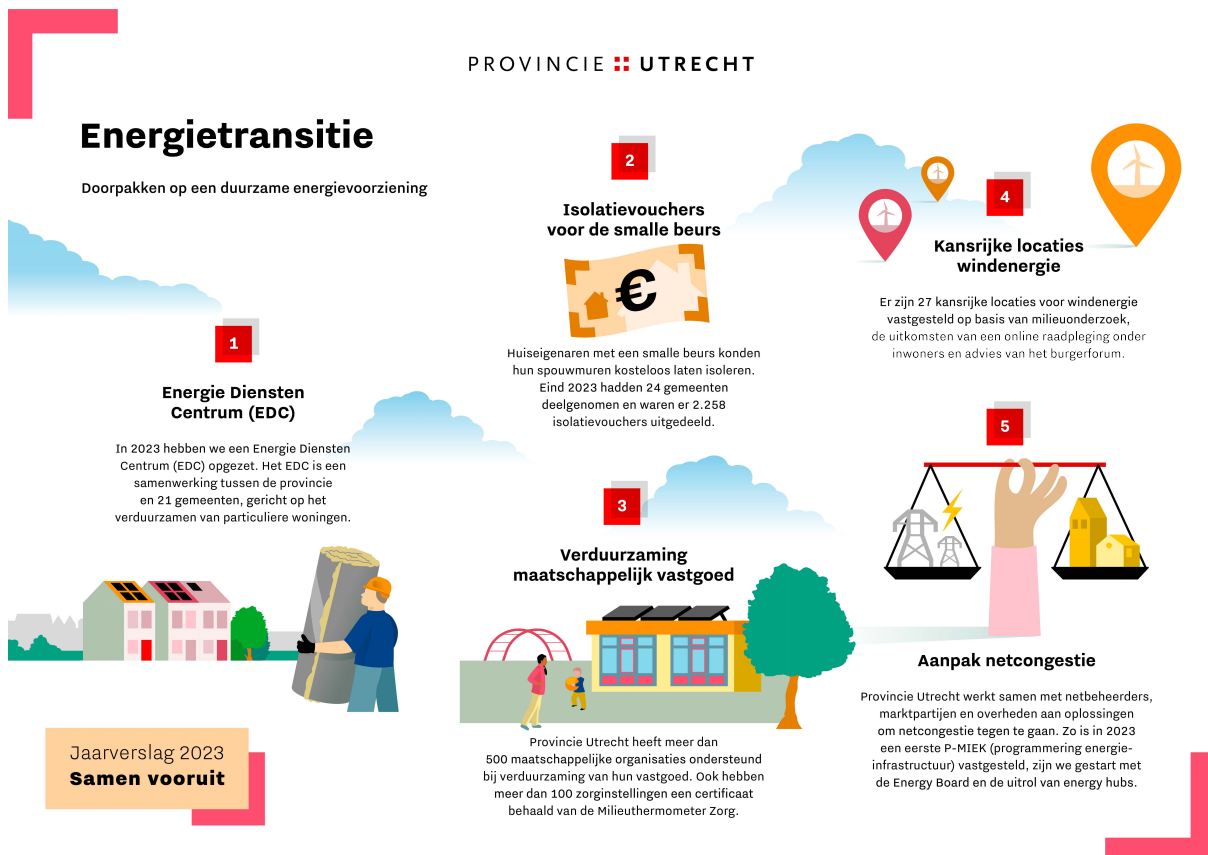 PROVINCIE UTRECHT
Energietransitie
Doorpakken op een duurzame energievoorziening
1
Energie Diensten
Centrum (EDC)
In 2023 hebben we een Energie Diensten
Centrum (EDC) opgezet. Het EDC is een
samenwerking tussen de provincie
en 21 gemeenten, gericht op het
verduurzamen van particuliere woningen.
2
Isolatievouchers
voor de smalle beurs
€
Huiseigenaren met een smalle beurs konden
hun spouwmuren kosteloos laten isoleren.
Eind 2023 hadden 24 gemeenten
deelgenomen en waren er 2.258
isolatievouchers uitgedeeld.
3
Verduurzaming
maatschappelijk vastgoed
Provincie Utrecht heeft meer dan
500 maatschappelijke organisaties ondersteund
bij verduurzaming van hun vastgoed. Ook hebben
meer dan 100 zorginstellingen een certificaat
behaald van de Milieuthermometer Zorg.
4
Kansrijke locaties
windenergie
Er zijn 27 kansrijke locaties voor windenergie
vastgesteld op basis van milieuonderzoek,
de uitkomsten van een online raadpleging onder
inwoners en advies van het burgerforum.
5
Aanpak netcongestie
Provincie Utrecht werkt samen met netbeheerders,
marktpartijen en overheden aan oplossingen
om netcongestie tegen te gaan. Zo is in 2023
een eerste P-MIEK (programmering energie-
infrastructuur) vastgesteld, zijn we gestart met
de Energy Board en de uitrol van energy hubs.
Jaarverslag 2023
Samen vooruit